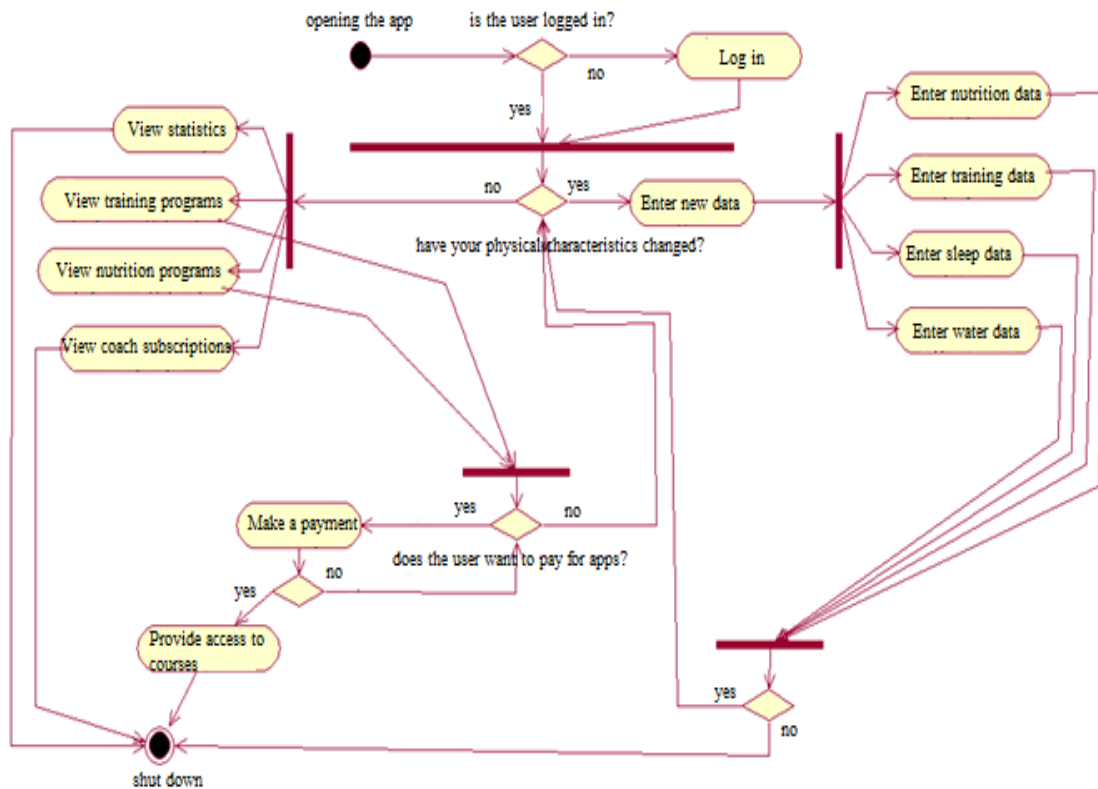 opening the app
is the user logged in?
Log in
no
yes
Enter nutrition data
View statistics
Enter training data
no
yes
View training programs
Enter new data
have your physical characteristics changed?
Enter sleep data
View nutrition programs
Enter water data
View coach subscriptions
yes
no
Make a payment
does the user want to pay for apps?
no
yes
Provide access to
courses
yes
no
shut down